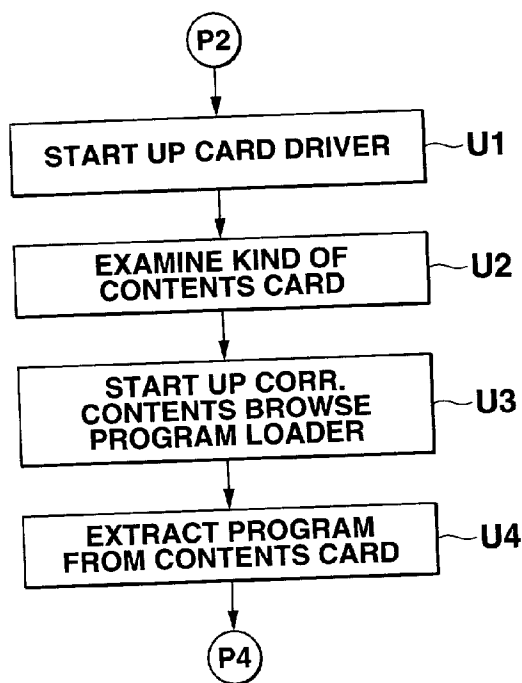 P2
START UP CARD DRIVER
U1
EXAMINE KIND OF
CONTENTS CARD
U2
START UP CORR.
CONTENTS BROWSE
PROGRAM LOADER
U3
EXTRACT PROGRAM
FROM CONTENTS CARD
U4
P4